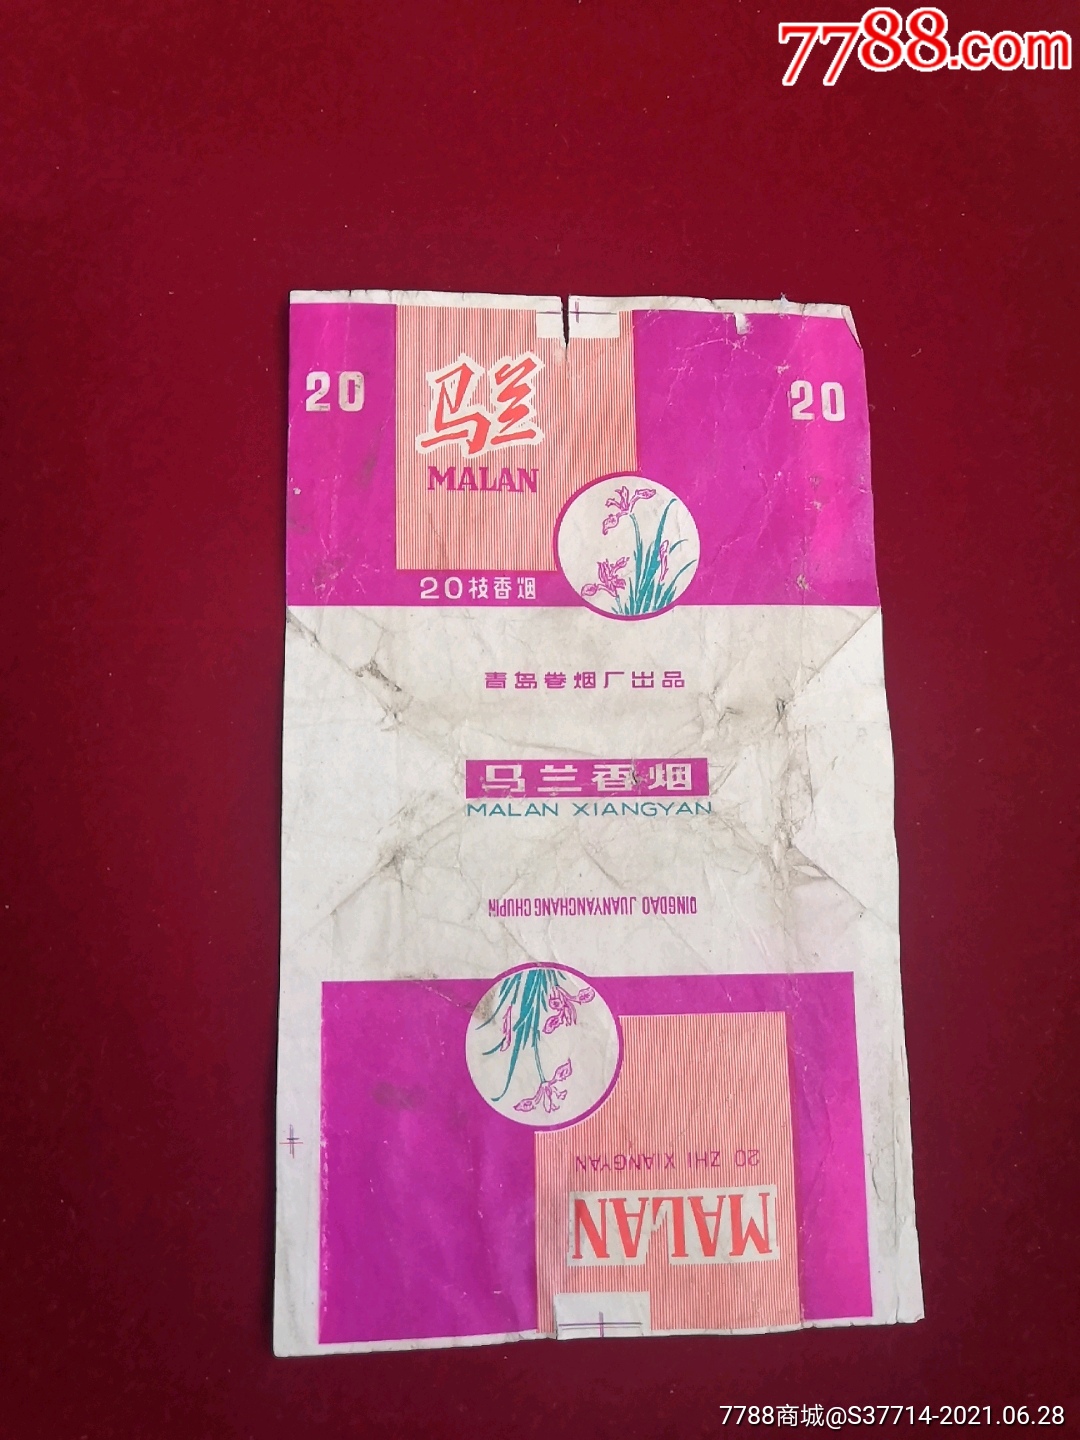 7788.com
20
20
马兰
MALAN
20枝香烟
青岛卷烟厂出品
马兰香烟
MALAN XIANGYAN
QINGDAO JUANYANCHANG CHUPIN
20 ZHI XIANGYAN
MALAN
7788商城@S37714-2021.06.28